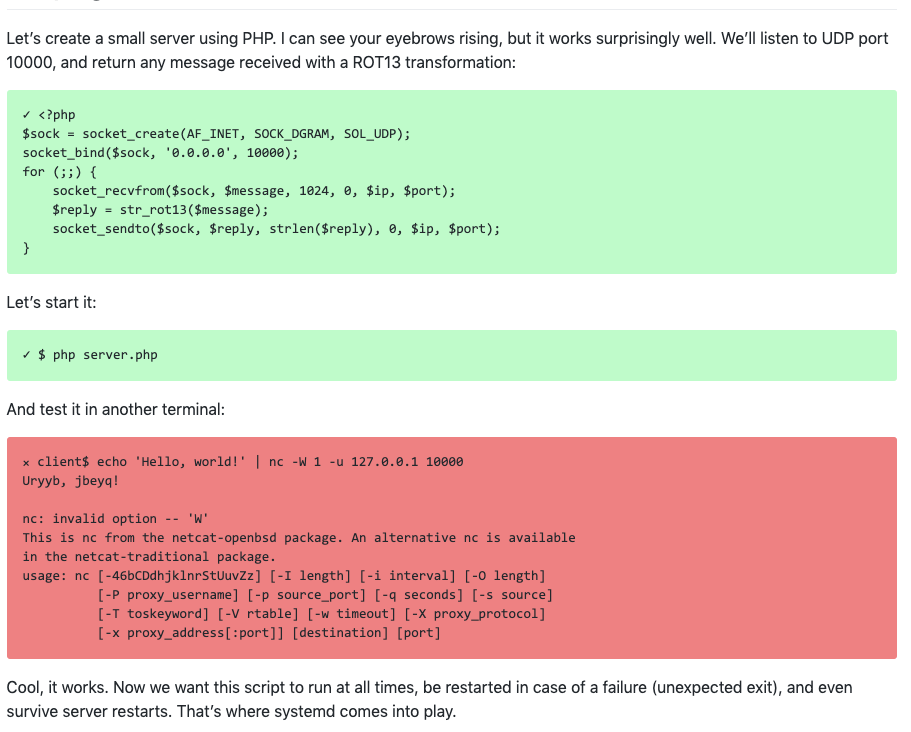 Let’s create a small server using PHP. I can see your eyebrows rising, but it works surprisingly well. We’ll listen to UDP port
10000, and return any message received with a ROT13 transformation:
✓ <?php
$sock = socket_create(AF_INET, SOCK_DGRAM, SOL_UDP);
socket_bind($sock, '0.0.0.0', 10000);
for (;;) {
    socket_recvfrom($sock, $message, 1024, 0, $ip, $port);
    $reply = str_rot13($message);
    socket_sendto($sock, $reply, strlen($reply), 0, $ip, $port);
}
Let’s start it:
✓ $ php server.php
And test it in another terminal:
× client$ echo 'Hello, world!' | nc -W 1 -u 127.0.0.1 10000
Uryyb, jbeyq!
nc: invalid option -- 'W'
This is nc from the netcat-openbsd package. An alternative nc is available
in the netcat-traditional package.
usage: nc [-46bCDdhjklnrStUuvZz] [-I length] [-i interval] [-O length]
          [-P proxy_username] [-p source_port] [-q seconds] [-s source]
          [-T toskeyword] [-V rtable] [-w timeout] [-X proxy_protocol]
          [-x proxy_address[:port]] [destination] [port]
Cool, it works. Now we want this script to run at all times, be restarted in case of a failure (unexpected exit), and even
survive server restarts. That’s where systemd comes into play.